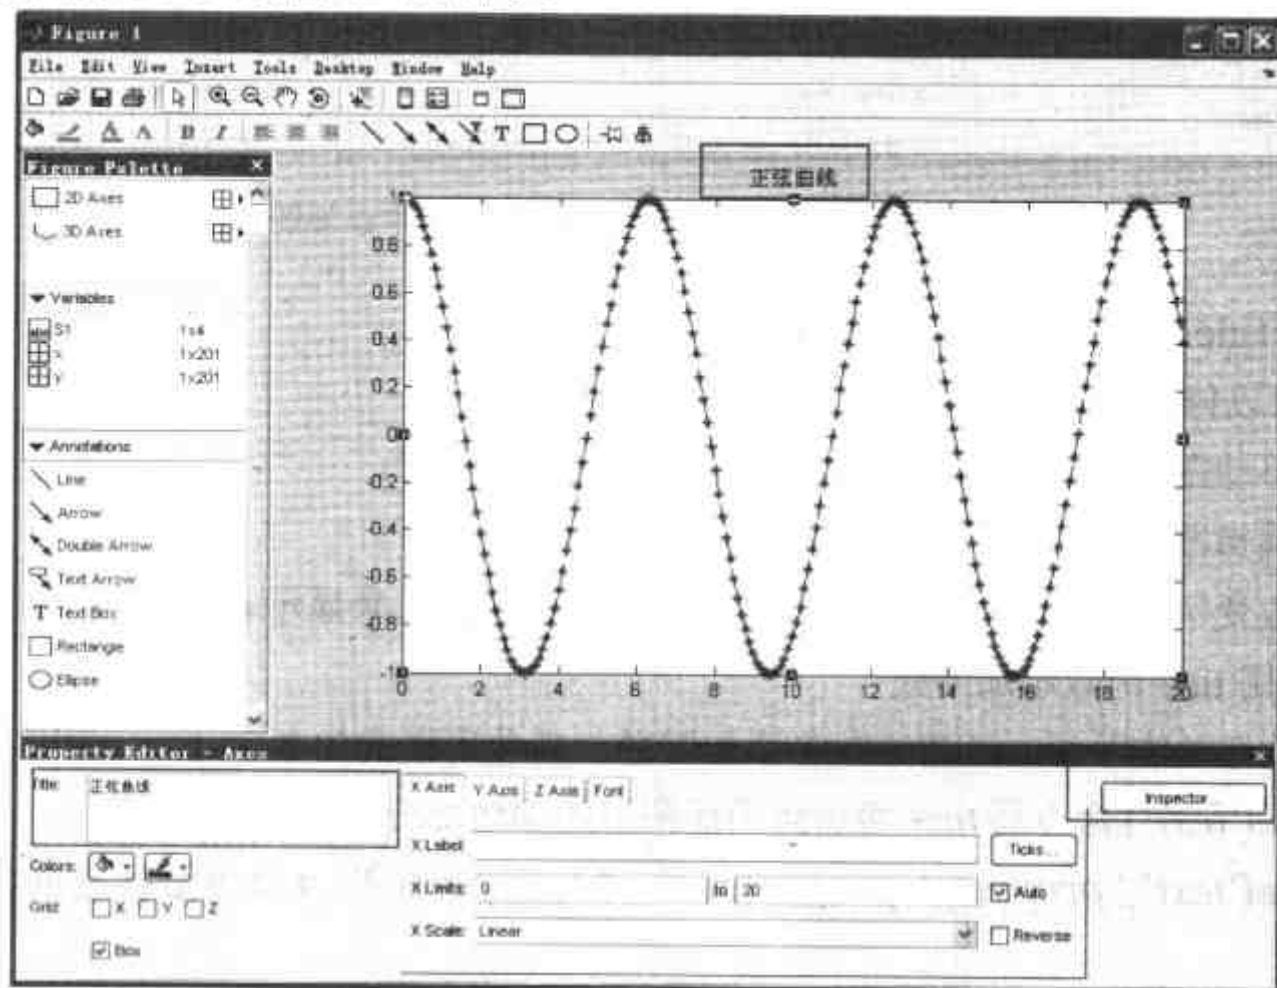 Figure 1
File Edit View Insert Tools Desktop Window Help
Figure Palette
2D Axes
3D Axes
Variables
S1 1x4
x 1x201
y 1x201
Annotations
Line
Arrow
Double Arrow
Text Arrow
T Text Box
Rectangle
Ellipse
正弦曲线
1
0.8
0.6
0.4
0.2
0
-0.2
-0.4
-0.6
-0.8
-1
0 2 4 6 8 10 12 14 16 18 20
Property Editor - Axes
Title: 正弦曲线
Colors:
Grid: X Y Z
Box
X Axis Y Axis Z Axis Font
X Label:
Ticks...
X Limits: 0 to 20
Auto
X Scale: Linear
Reverse
Inspector...